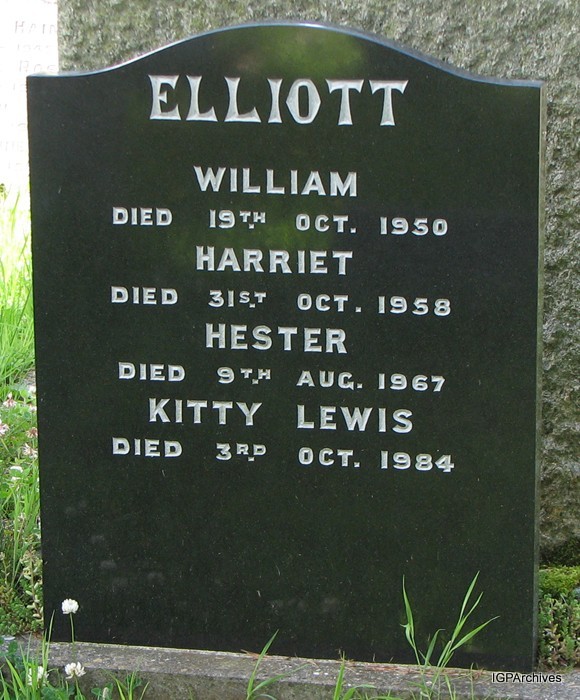 ELLIOTT
WILLIAM
DIED 19TH OCT. 1950
HARRIET
DIED 31ST OCT. 1958
HESTER
DIED 9TH AUG. 1967
KITTY LEWIS
DIED 3RD OCT. 1984
IGPArchives